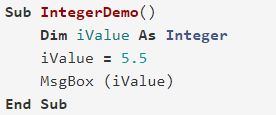 Sub IntegerDemo()
    Dim iValue As Integer
    iValue = 5.5
    MsgBox (iValue)
End Sub